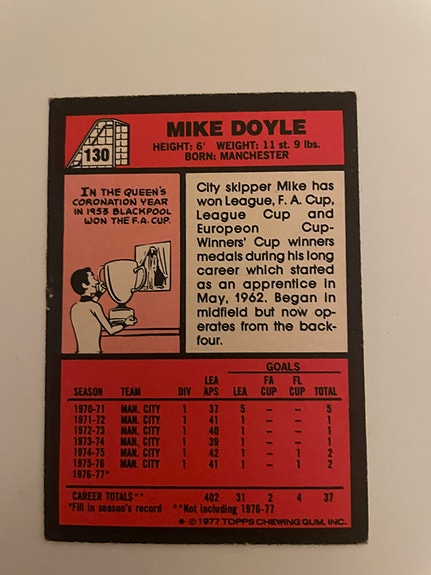 130
MIKE DOYLE
HEIGHT: 6' WEIGHT: 11 st. 9 lbs.
BORN: MANCHESTER
IN THE QUEEN'S
CORONATION YEAR
IN 1953 BLACKPOOL
WON THE F.A. CUP.
City skipper Mike has
won League, F. A. Cup,
League Cup and
Europeon Cup-
Winners' Cup winners
medals during his long
career which started
as an apprentice in
May, 1962. Began in
midfield but now op-
erates from the back-
four.
GOALS
LEA FA FL
SEASON TEAM DIV APS LEA CUP CUP TOTAL
1970-71 MAN. CITY 1 37 5 – – 5
1971-72 MAN. CITY 1 41 1 – – 1
1972-73 MAN. CITY 1 40 1 – – 1
1973-74 MAN. CITY 1 39 1 – – 1
1974-75 MAN. CITY 1 42 1 – 1 2
1975-76 MAN. CITY 1 41 1 – 1 2
1976-77*
CAREER TOTALS** 402 31 2 4 37
*Fill in season's record **Not including 1976-77
* © 1977 TOPPS CHEWING GUM, INC.